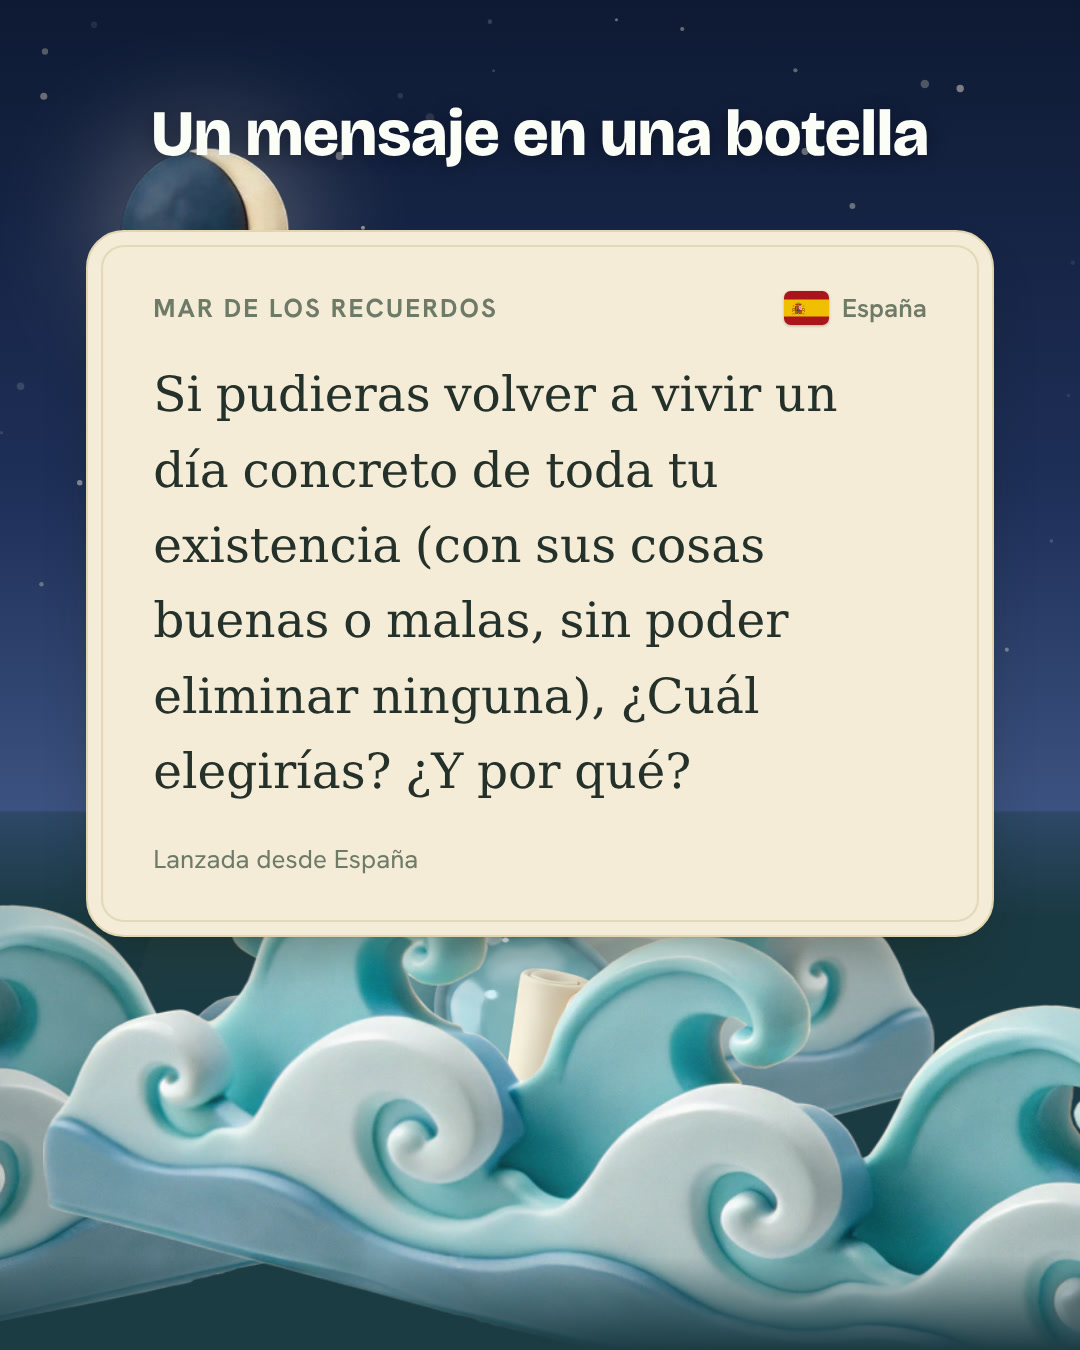 Un mensaje en una botella
MAR DE LOS RECUERDOS
España
Si pudieras volver a vivir un
día concreto de toda tu
existencia (con sus cosas
buenas o malas, sin poder
eliminar ninguna), ¿Cuál
elegirías? ¿Y por qué?
Lanzada desde España